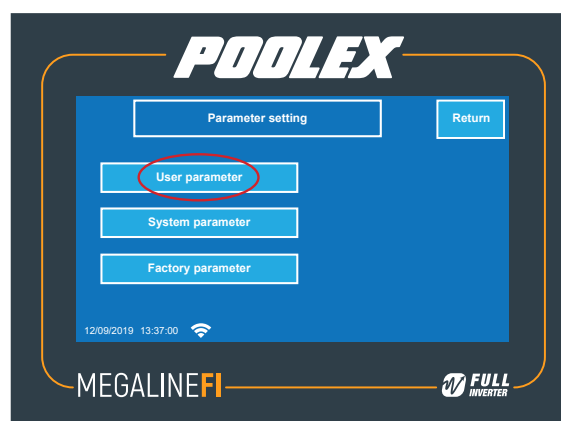 POOLEX
Parameter setting
Return
User parameter
System parameter
Factory parameter
12/09/2019 13:37:00
MEGALINEFI
FULL
INVERTER